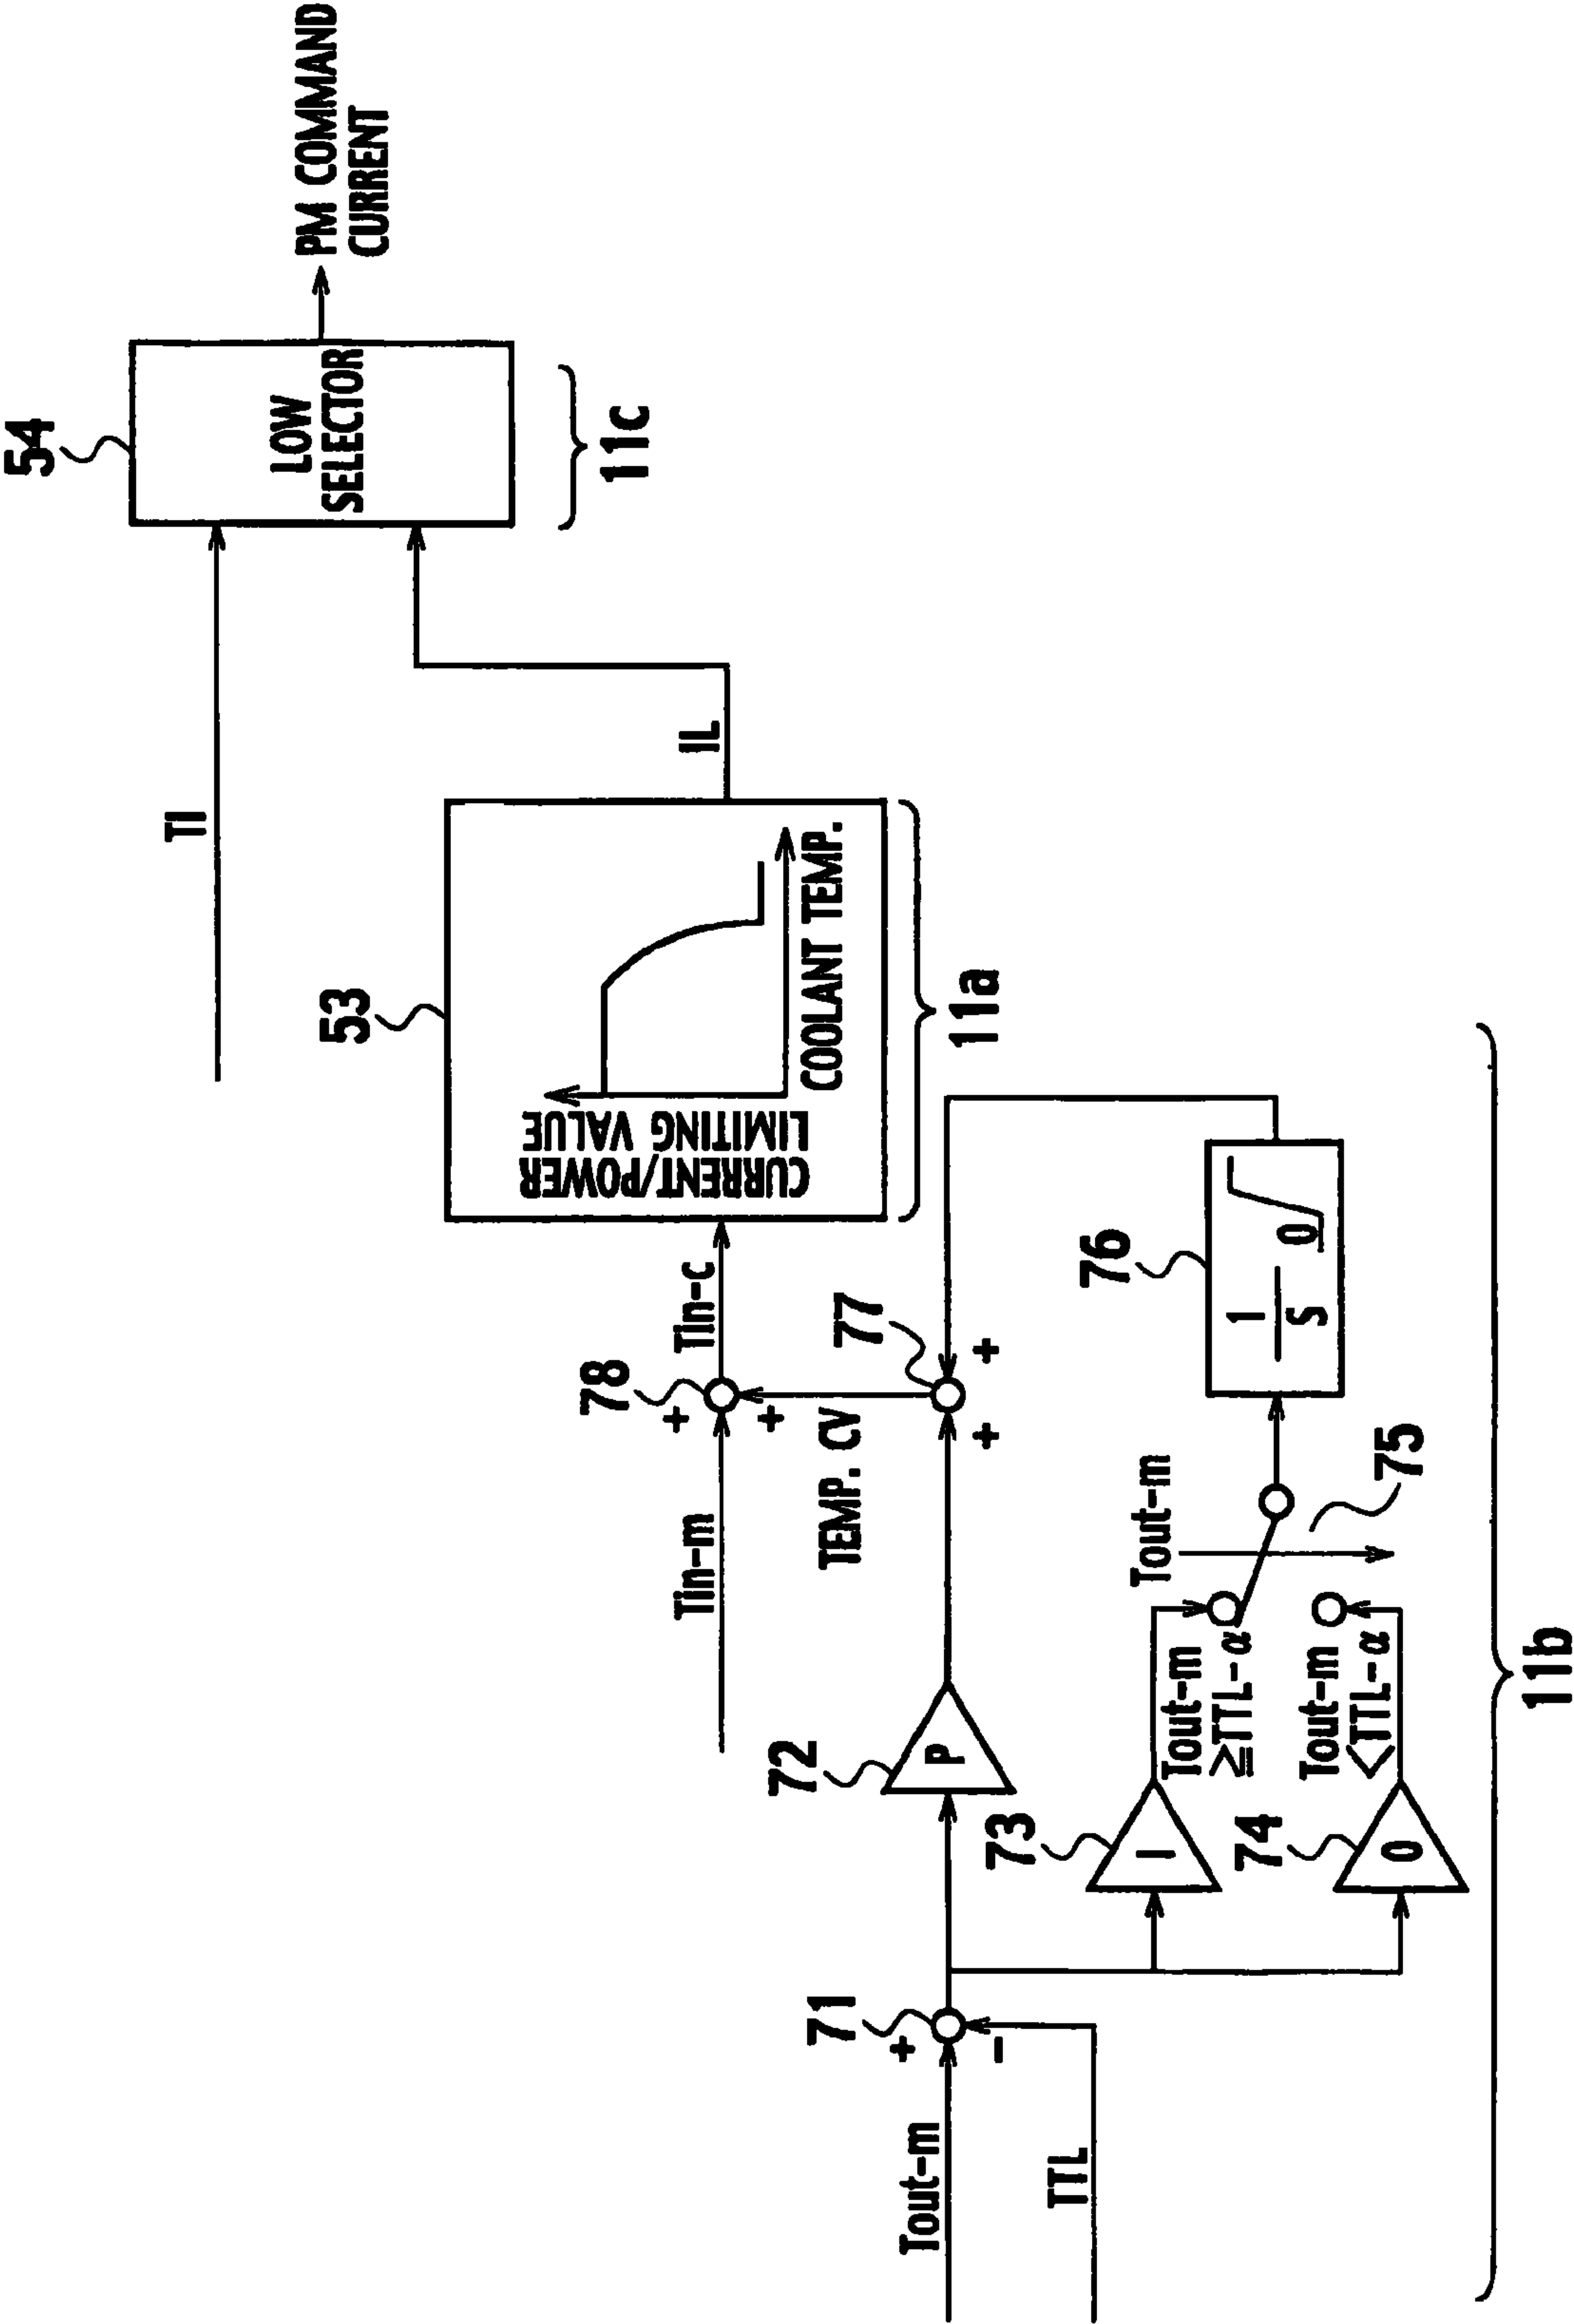 54
LOW
SELECTOR
PM COMMAND
CURRENT
11c
TI
53
CURRENT/POWER
LIMITING VALUE
COOLANT TEMP.
IL
11a
Tin-m
78
+
+
Tin-c
TEMP. CV
77
+
+
72
P
71
+
-
Tout-m
TTL
73
I
74
0
Tout-m
≧TTL-α
Tout-m
<TTL-α
Tout-m
75
76
1
S
0
11b